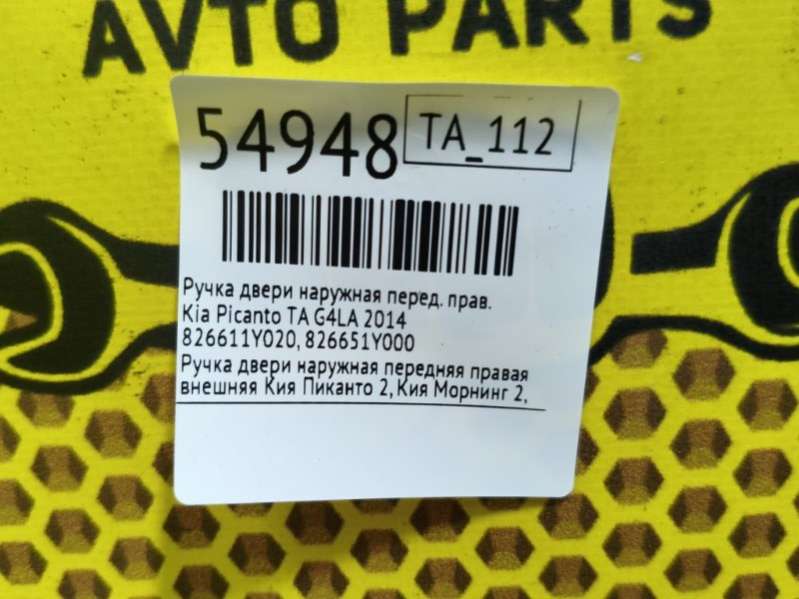 AVTO PARTS
54948 TA_112
Ручка двери наружная перед. прав.
Kia Picanto TA G4LA 2014
826611Y020, 826651Y000
Ручка двери наружная передняя правая
внешняя Кия Пиканто 2, Кия Морнинг 2,